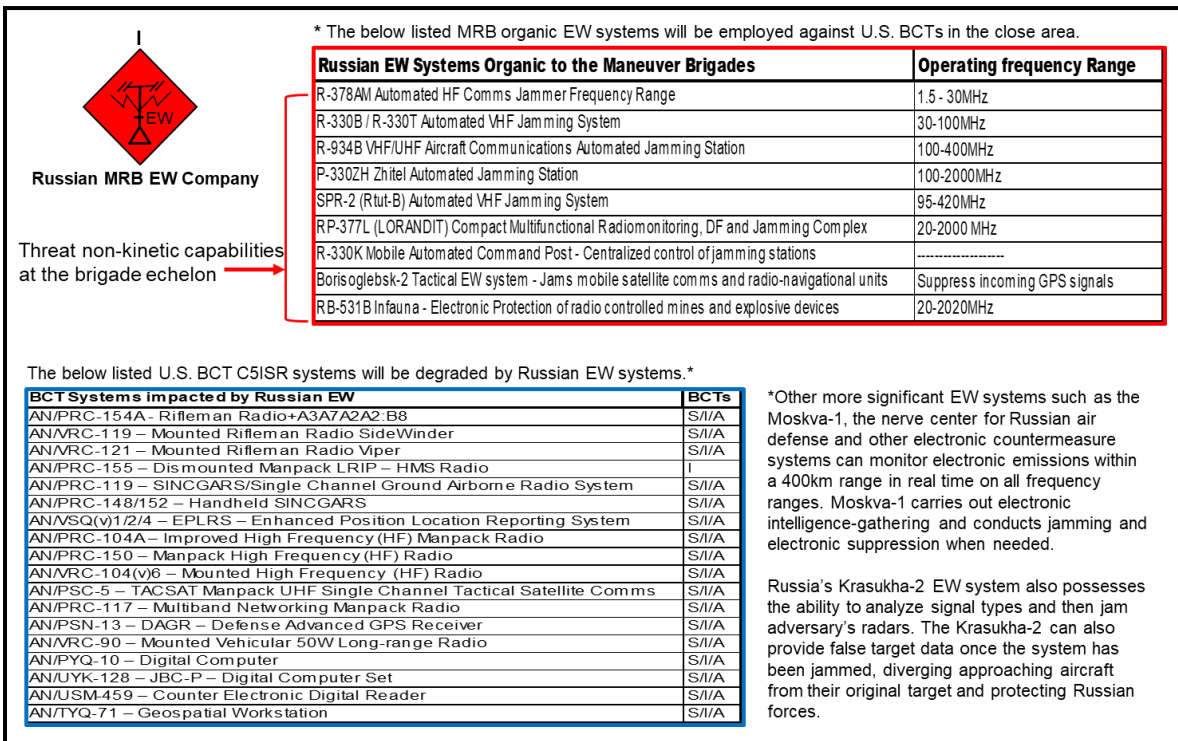 I
EW
Russian MRB EW Company
Threat non-kinetic capabilities
at the brigade echelon
* The below listed MRB organic EW systems will be employed against U.S. BCTs in the close area.
Russian EW Systems Organic to the Maneuver Brigades Operating frequency Range
R-378AM Automated HF Comms Jammer Frequency Range 1.5 - 30MHz
R-330B / R-330T Automated VHF Jamming System 30-100MHz
R-934B VHF/UHF Aircraft Communications Automated Jamming Station 100-400MHz
P-330ZH Zhitel Automated Jamming Station 100-2000MHz
SPR-2 (Rtut-B) Automated VHF Jamming System 95-420MHz
RP-377L (LORANDIT) Compact Multifunctional Radiomonitoring, DF and Jamming Complex 20-2000 MHz
R-330K Mobile Automated Command Post - Centralized control of jamming stations -------------------
Borisoglebsk-2 Tactical EW system - Jams mobile satellite comms and radio-navigational units Suppress incoming GPS signals
RB-531B Infauna - Electronic Protection of radio controlled mines and explosive devices 20-2020MHz
The below listed U.S. BCT C5ISR systems will be degraded by Russian EW systems.*
BCT Systems impacted by Russian EW BCTs
AN/PRC-154A - Rifleman Radio+A3A7A2A2:B8 S/I/A
AN/VRC-119 – Mounted Rifleman Radio SideWinder S/I/A
AN/VRC-121 – Mounted Rifleman Radio Viper S/I/A
AN/PRC-155 – Dismounted Manpack LRIP – HMS Radio I
AN/PRC-119 – SINCGARS/Single Channel Ground Airborne Radio System S/I/A
AN/PRC-148/152 – Handheld SINCGARS S/I/A
AN/VSQ(v)1/2/4 – EPLRS – Enhanced Position Location Reporting System S/I/A
AN/PRC-104A – Improved High Frequency (HF) Manpack Radio S/I/A
AN/PRC-150 – Manpack High Frequency (HF) Radio S/I/A
AN/VRC-104(v)6 – Mounted High Frequency (HF) Radio S/I/A
AN/PSC-5 – TACSAT Manpack UHF Single Channel Tactical Satellite Comms S/I/A
AN/PRC-117 – Multiband Networking Manpack Radio S/I/A
AN/PSN-13 – DAGR – Defense Advanced GPS Receiver S/I/A
AN/VRC-90 – Mounted Vehicular 50W Long-range Radio S/I/A
AN/PYQ-10 – Digital Computer S/I/A
AN/UYK-128 – JBC-P – Digital Computer Set S/I/A
AN/USM-459 – Counter Electronic Digital Reader S/I/A
AN/TYQ-71 – Geospatial Workstation S/I/A
*Other more significant EW systems such as the
Moskva-1, the nerve center for Russian air
defense and other electronic countermeasure
systems can monitor electronic emissions within
a 400km range in real time on all frequency
ranges. Moskva-1 carries out electronic
intelligence-gathering and conducts jamming and
electronic suppression when needed.
Russia's Krasukha-2 EW system also possesses
the ability to analyze signal types and then jam
adversary's radars. The Krasukha-2 can also
provide false target data once the system has
been jammed, diverging approaching aircraft
from their original target and protecting Russian
forces.